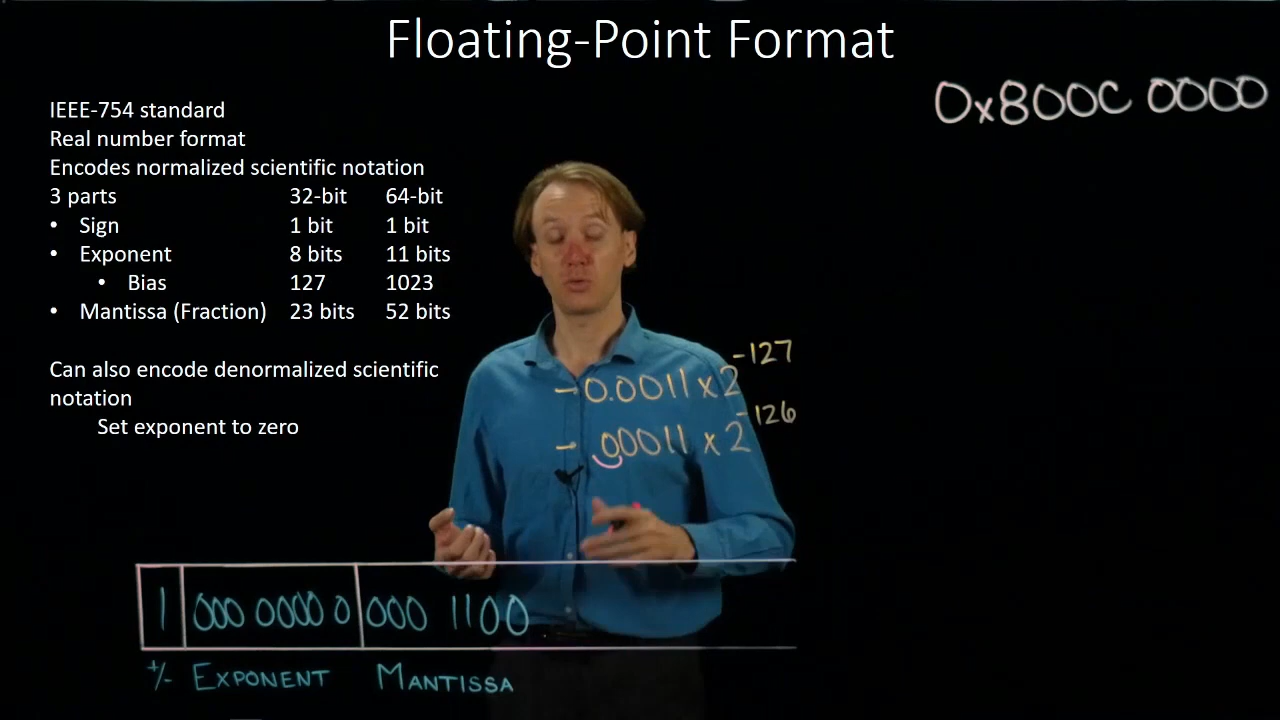 Floating-Point Format
0x800C 0000
IEEE-754 standard
Real number format
Encodes normalized scientific notation
3 parts 32-bit 64-bit
• Sign 1 bit 1 bit
• Exponent 8 bits 11 bits
• Bias 127 1023
• Mantissa (Fraction) 23 bits 52 bits
Can also encode denormalized scientific
notation
Set exponent to zero
-0.0011 x 2^-127
- .00011 x 2^-126
1 000 0000 0 000 1100
+/- EXPONENT MANTISSA